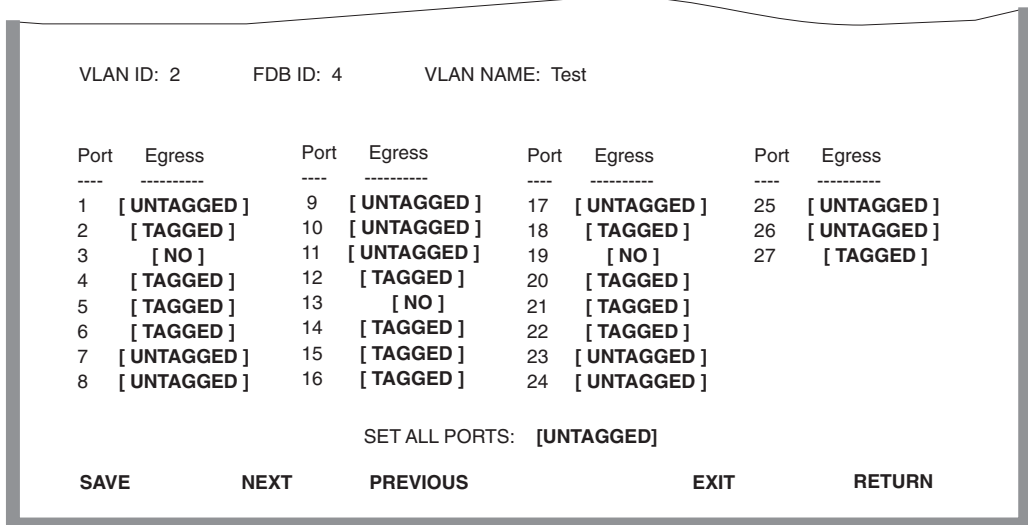 VLAN ID: 2 FDB ID: 4 VLAN NAME: Test
Port Egress Port Egress Port Egress Port Egress
---- ---------- ---- ---------- ---- ---------- ---- ----------
1 [ UNTAGGED ] 9 [ UNTAGGED ] 17 [ UNTAGGED ] 25 [ UNTAGGED ]
2 [ TAGGED ] 10 [ UNTAGGED ] 18 [ TAGGED ] 26 [ UNTAGGED ]
3 [ NO ] 11 [ UNTAGGED ] 19 [ NO ] 27 [ TAGGED ]
4 [ TAGGED ] 12 [ TAGGED ] 20 [ TAGGED ]
5 [ TAGGED ] 13 [ NO ] 21 [ TAGGED ]
6 [ TAGGED ] 14 [ TAGGED ] 22 [ TAGGED ]
7 [ UNTAGGED ] 15 [ TAGGED ] 23 [ UNTAGGED ]
8 [ UNTAGGED ] 16 [ TAGGED ] 24 [ UNTAGGED ]
SET ALL PORTS: [UNTAGGED]
SAVE NEXT PREVIOUS EXIT RETURN